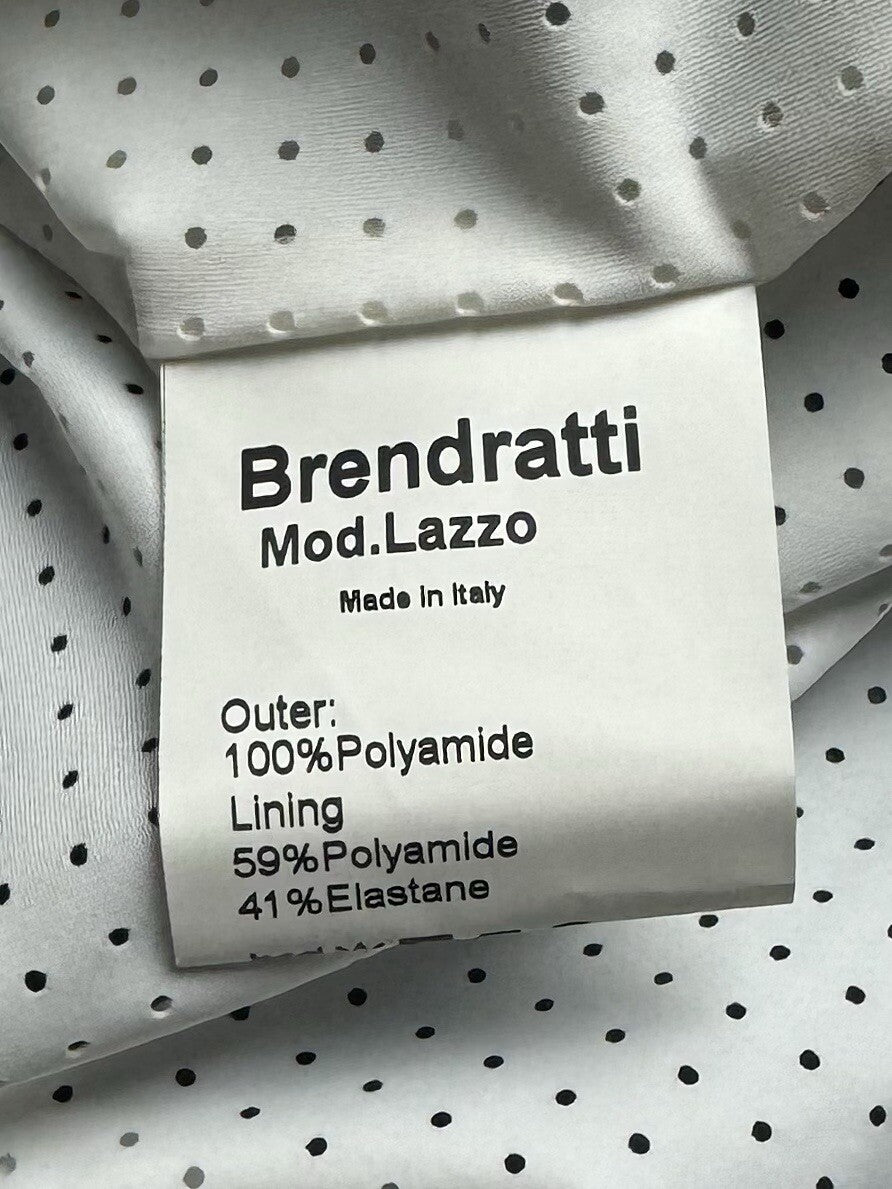 Brendratti
Mod.Lazzo
Made in Italy
Outer:
100%Polyamide
Lining
59%Polyamide
41%Elastane